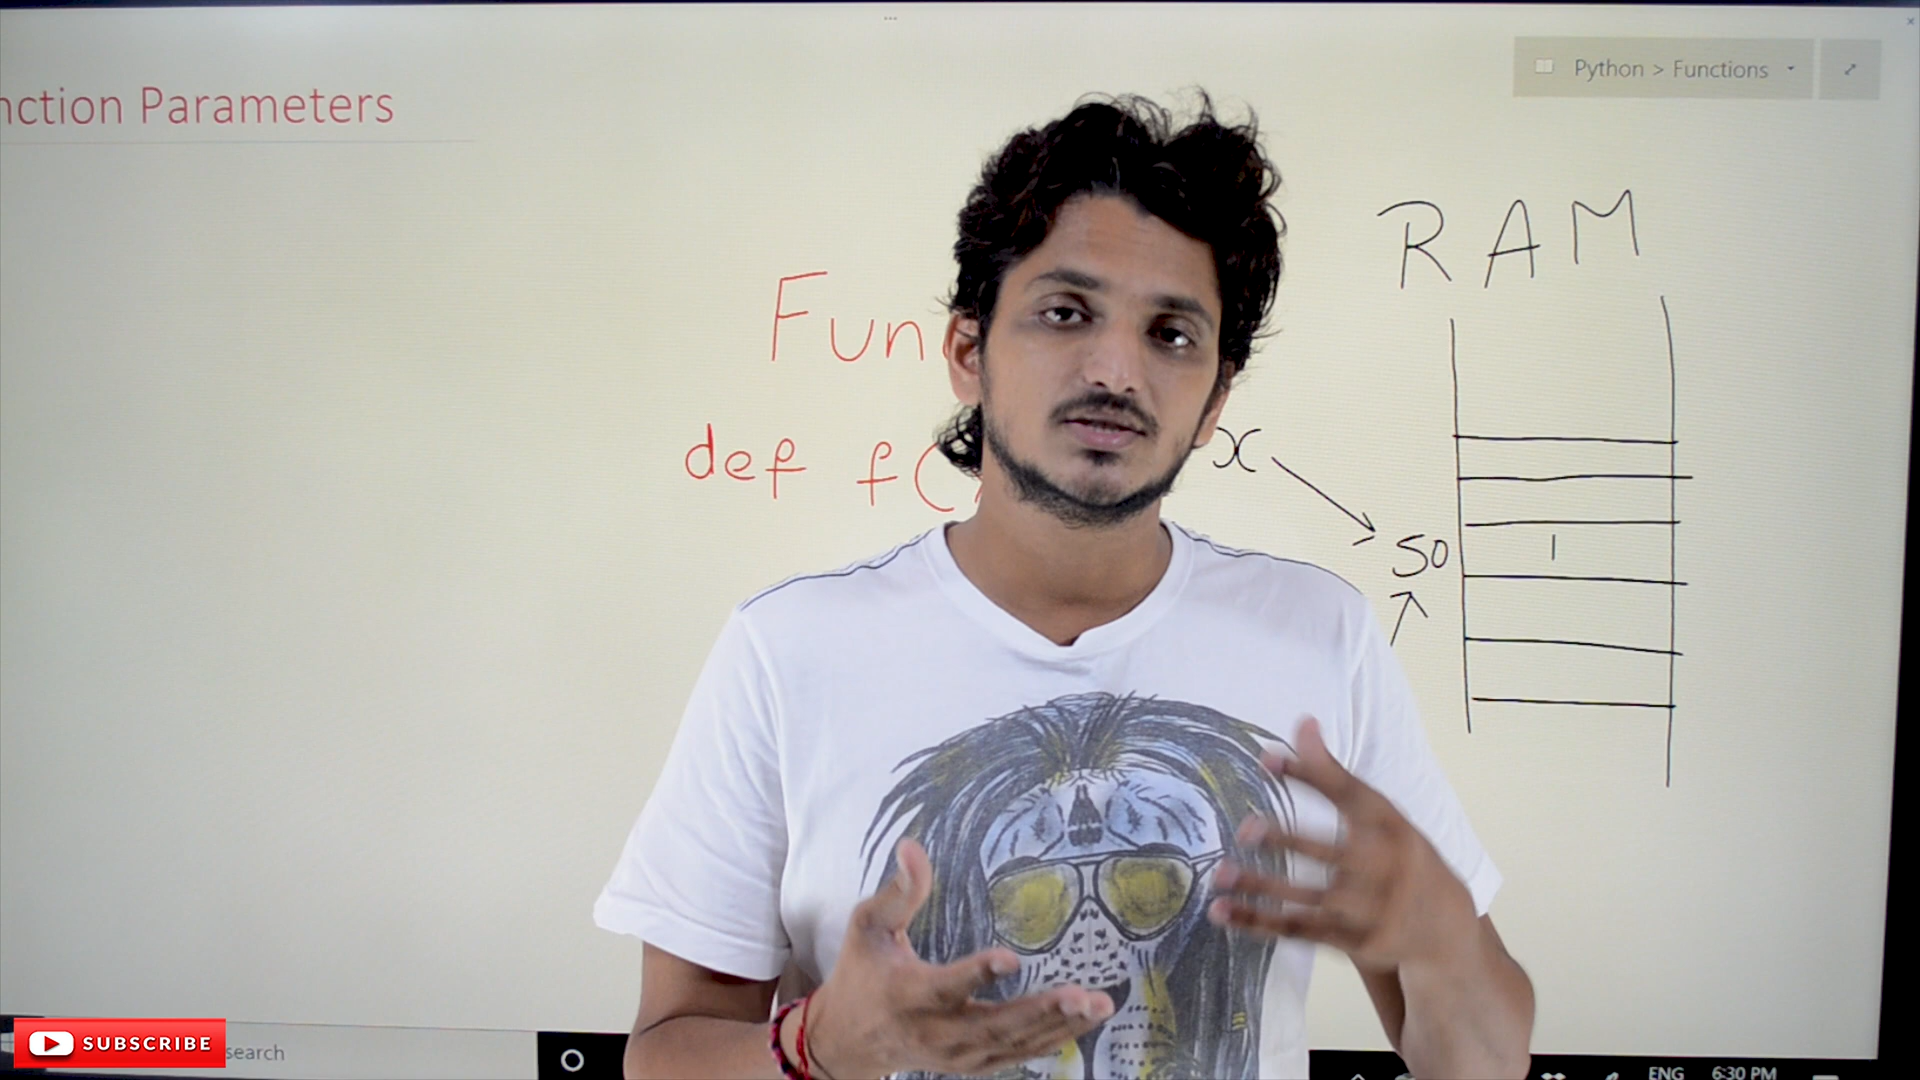 nction Parameters
Python > Functions
RAM
Fun
def f(
x
50
1
SUBSCRIBE
search
ENG
6:30 PM